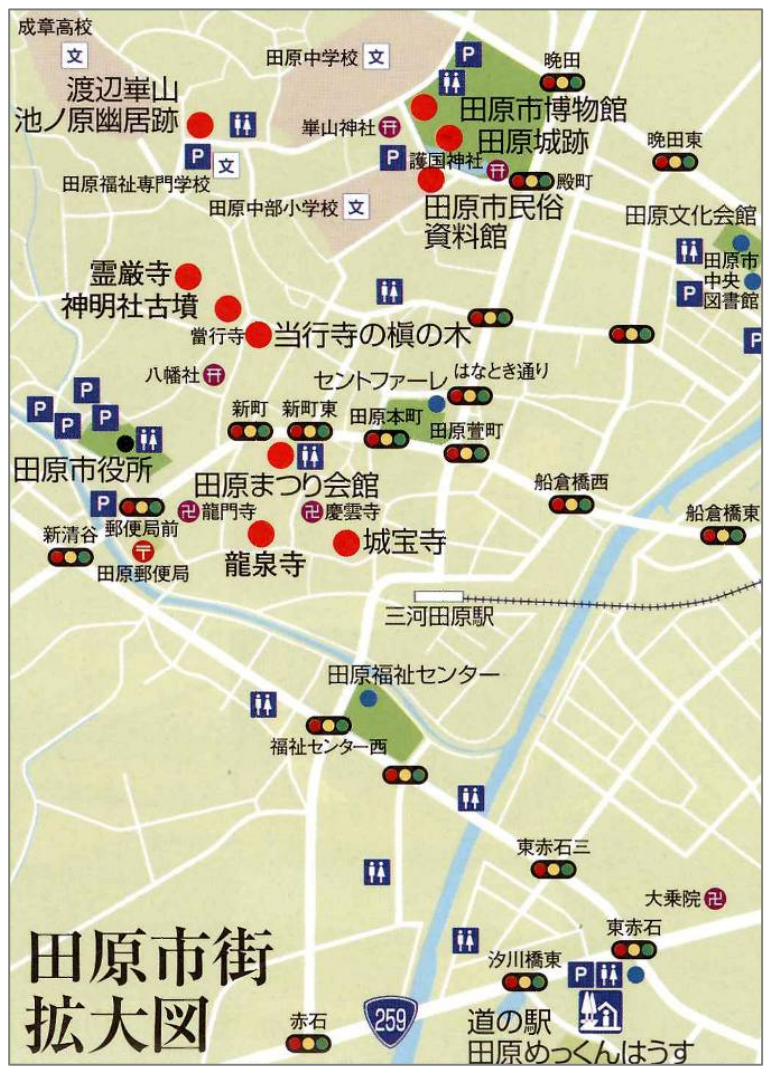 成章高校
文
田原中学校
文
P
晩田
渡辺崋山
池ノ原幽居跡
崋山神社
田原市博物館
田原城跡
晩田東
P
文
P
護国神社
殿町
田原福祉専門学校
田原中部小学校
文
田原市民俗
資料館
田原文化会館
田原市
中央
図書館
P
霊厳寺
神明社古墳
當行寺
当行寺の槇の木
P
八幡社
セントファーレ
はなとき通り
P
P
P
P
新町
新町東
田原本町
田原萱町
田原市役所
田原まつり会館
船倉橋西
P
郵便局前
龍門寺
慶雲寺
船倉橋東
新清谷
田原郵便局
龍泉寺
城宝寺
三河田原駅
田原福祉センター
福祉センター西
東赤石三
大乗院
東赤石
田原市街
拡大図
汐川橋東
P
赤石
259
道の駅
田原めっくんはうす